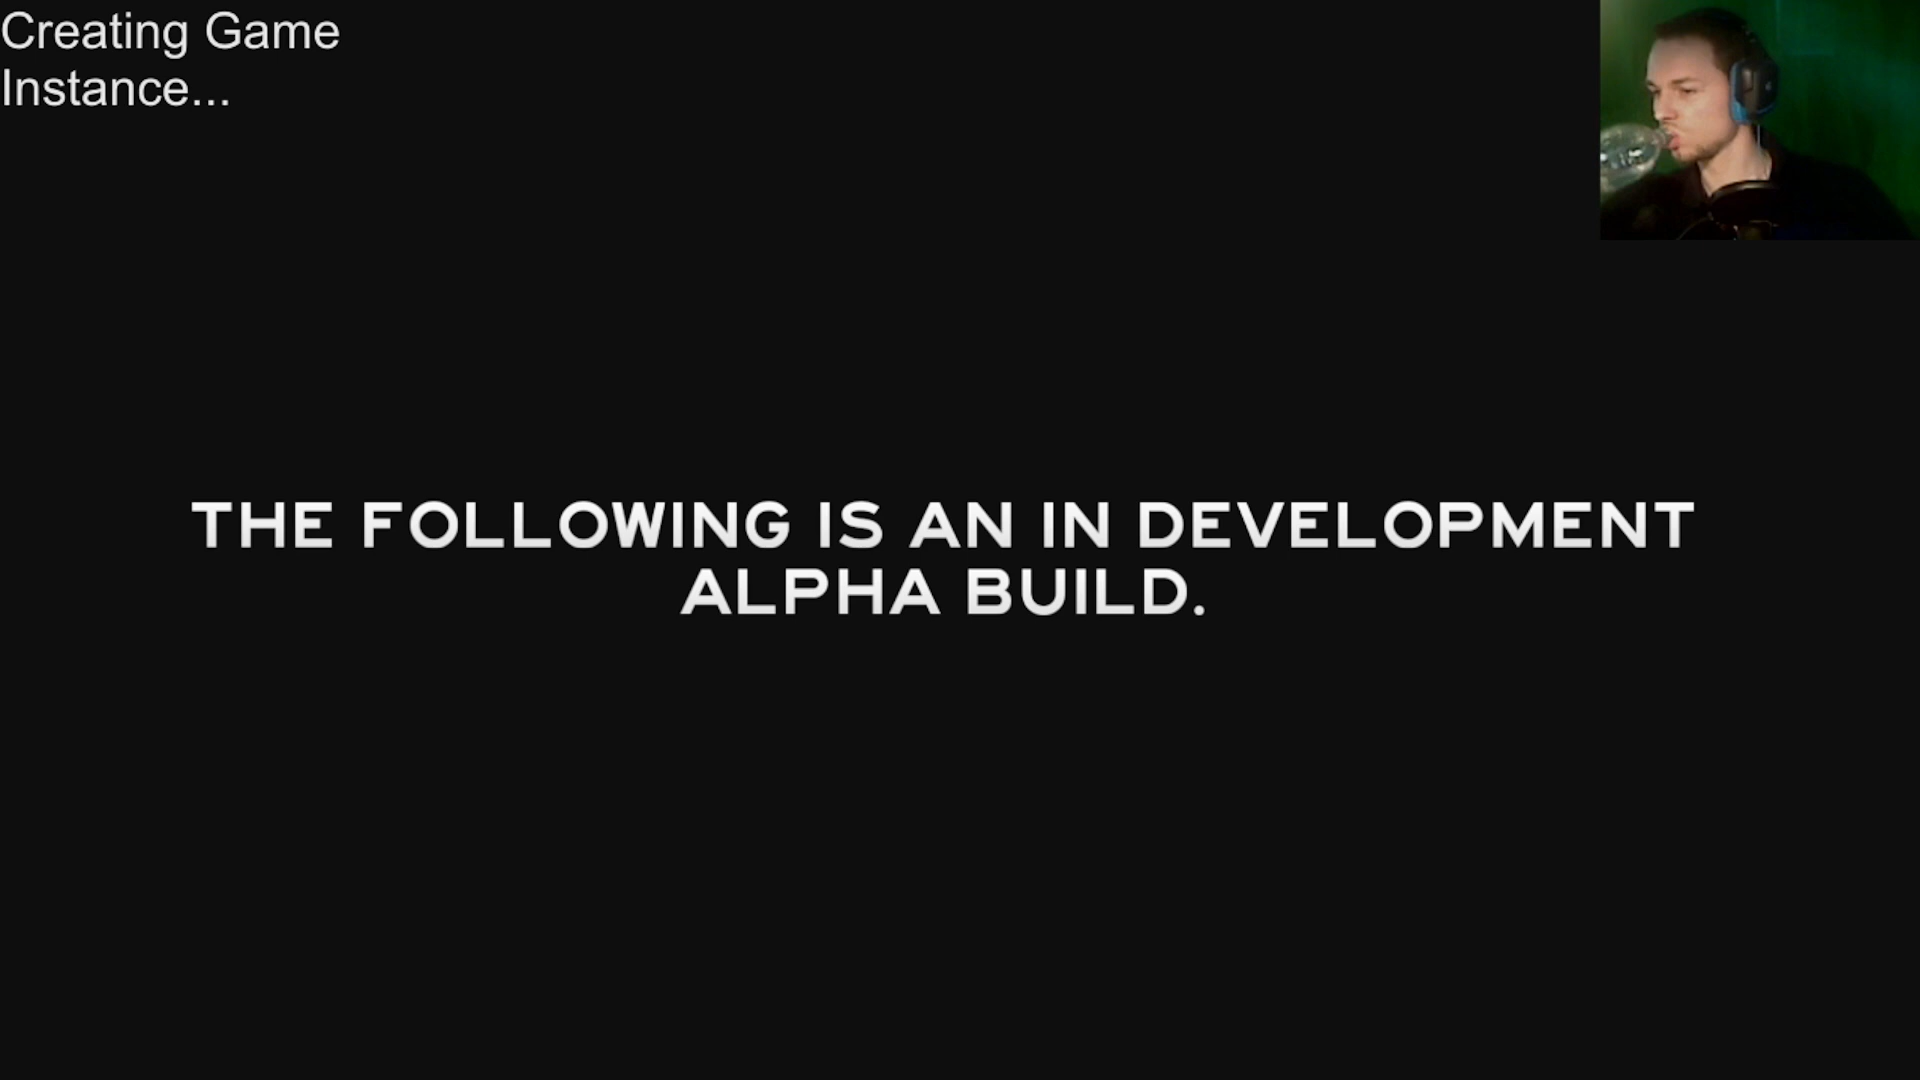 Creating Game
Instance...
THE FOLLOWING IS AN IN DEVELOPMENT
ALPHA BUILD.